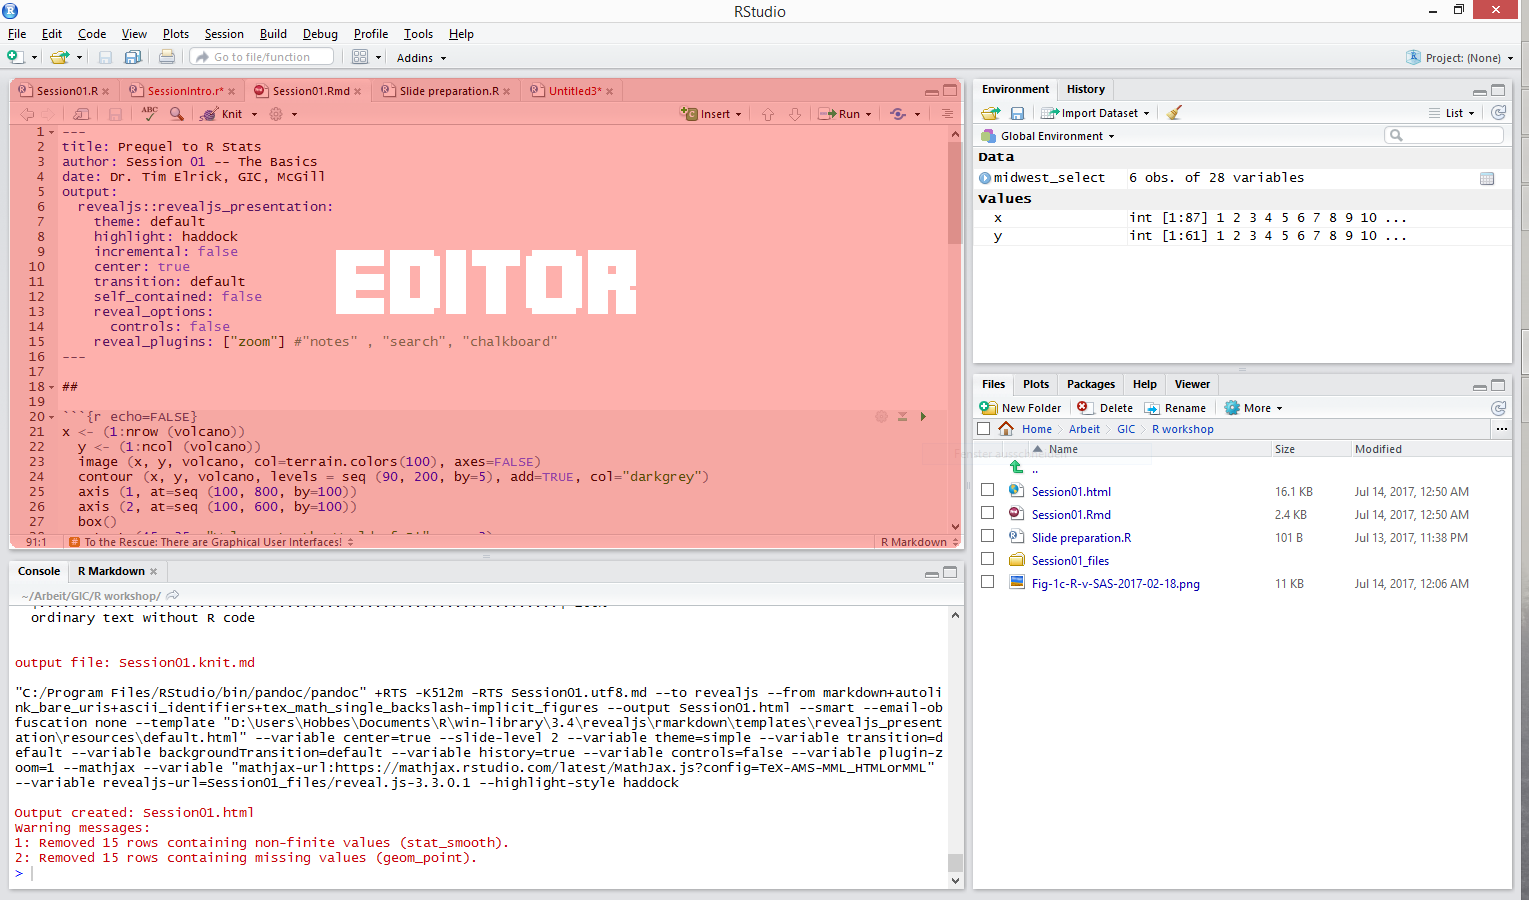 RStudio
File Edit Code View Plots Session Build Debug Profile Tools Help
Go to file/function Addins Project: (None)
Session01.R SessionIntro.r* Session01.Rmd Slide preparation.R Untitled3*
ABC Knit Insert Run
1 ---
2 title: Prequel to R Stats
3 author: Session 01 -- The Basics
4 date: Dr. Tim Elrick, GIC, McGill
5 output:
6 revealjs::revealjs_presentation:
7 theme: default
8 highlight: haddock
9 incremental: false
10 center: true
11 transition: default
12 self_contained: false
13 reveal_options:
14 controls: false
15 reveal_plugins: ["zoom"] #"notes" , "search", "chalkboard"
16 ---
17
18 ##
19
20 ```{r echo=FALSE}
21 x <- (1:nrow (volcano))
22 y <- (1:ncol (volcano))
23 image (x, y, volcano, col=terrain.colors(100), axes=FALSE)
24 contour (x, y, volcano, levels = seq (90, 200, by=5), add=TRUE, col="darkgrey")
25 axis (1, at=seq (100, 800, by=100))
26 axis (2, at=seq (100, 600, by=100))
27 box()
EDITOR
91:1 # To the Rescue: There are Graphical User Interfaces! R Markdown
Console R Markdown
~/Arbeit/GIC/R workshop/
ordinary text without R code
output file: Session01.knit.md
"C:/Program Files/RStudio/bin/pandoc/pandoc" +RTS -K512m -RTS Session01.utf8.md --to revealjs --from markdown+autoli
nk_bare_uris+ascii_identifiers+tex_math_single_backslash-implicit_figures --output Session01.html --smart --email-ob
fuscation none --template "D:\Users\Hobbes\Documents\R\win-library\3.4\revealjs\rmarkdown\templates\revealjs_present
ation\resources\default.html" --variable center=true --slide-level 2 --variable theme=simple --variable transition=d
efault --variable backgroundTransition=default --variable history=true --variable controls=false --variable plugin-z
oom=1 --mathjax --variable "mathjax-url:https://mathjax.rstudio.com/latest/MathJax.js?config=TeX-AMS-MML_HTMLorMML"
--variable revealjs-url=Session01_files/reveal.js-3.3.0.1 --highlight-style haddock
Output created: Session01.html
Warning messages:
1: Removed 15 rows containing non-finite values (stat_smooth).
2: Removed 15 rows containing missing values (geom_point).
>
Environment History
Import Dataset List
Global Environment
Data
midwest_select 6 obs. of 28 variables
Values
x int [1:87] 1 2 3 4 5 6 7 8 9 10 ...
y int [1:61] 1 2 3 4 5 6 7 8 9 10 ...
Files Plots Packages Help Viewer
New Folder Delete Rename More
Home Arbeit GIC R workshop ...
Name Size Modified
..
Session01.html 16.1 KB Jul 14, 2017, 12:50 AM
Session01.Rmd 2.4 KB Jul 14, 2017, 12:50 AM
Slide preparation.R 101 B Jul 13, 2017, 11:38 PM
Session01_files
Fig-1c-R-v-SAS-2017-02-18.png 11 KB Jul 14, 2017, 12:06 AM